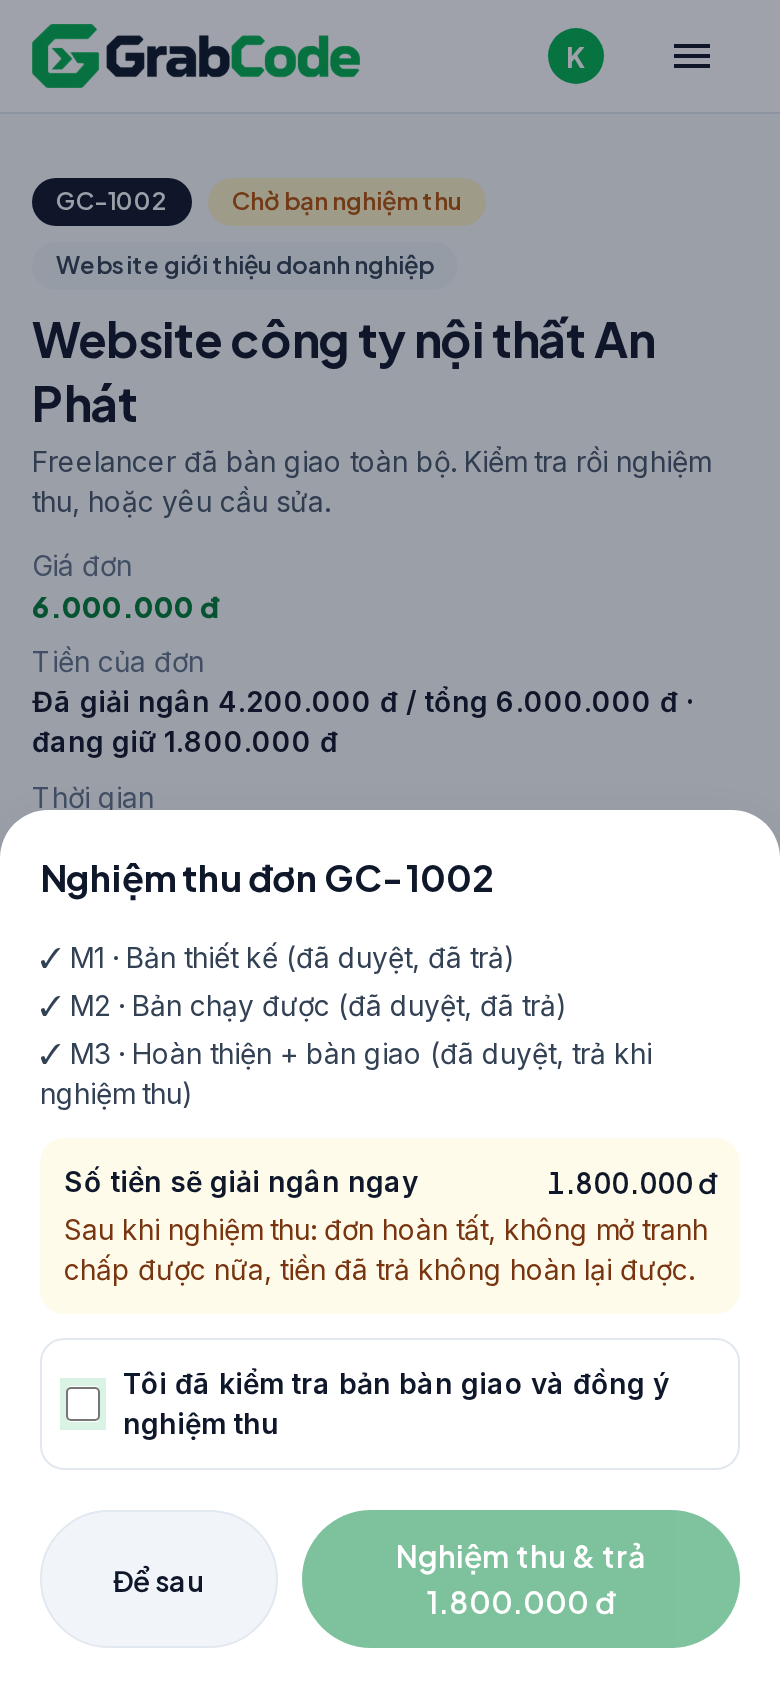 GrabCode
K
GC-1002
Chờ bạn nghiệm thu
Website giới thiệu doanh nghiệp
Website công ty nội thất An
Phát
Freelancer đã bàn giao toàn bộ. Kiểm tra rồi nghiệm
thu, hoặc yêu cầu sửa.
Giá đơn
6.000.000 đ
Tiền của đơn
Đã giải ngân 4.200.000 đ / tổng 6.000.000 đ ·
đang giữ 1.800.000 đ
Thời gian
Nghiệm thu đơn GC-1002
✓ M1 · Bản thiết kế (đã duyệt, đã trả)
✓ M2 · Bản chạy được (đã duyệt, đã trả)
✓ M3 · Hoàn thiện + bàn giao (đã duyệt, trả khi
nghiệm thu)
Số tiền sẽ giải ngân ngay 1.800.000 đ
Sau khi nghiệm thu: đơn hoàn tất, không mở tranh
chấp được nữa, tiền đã trả không hoàn lại được.
Tôi đã kiểm tra bản bàn giao và đồng ý
nghiệm thu
Để sau
Nghiệm thu & trả
1.800.000 đ